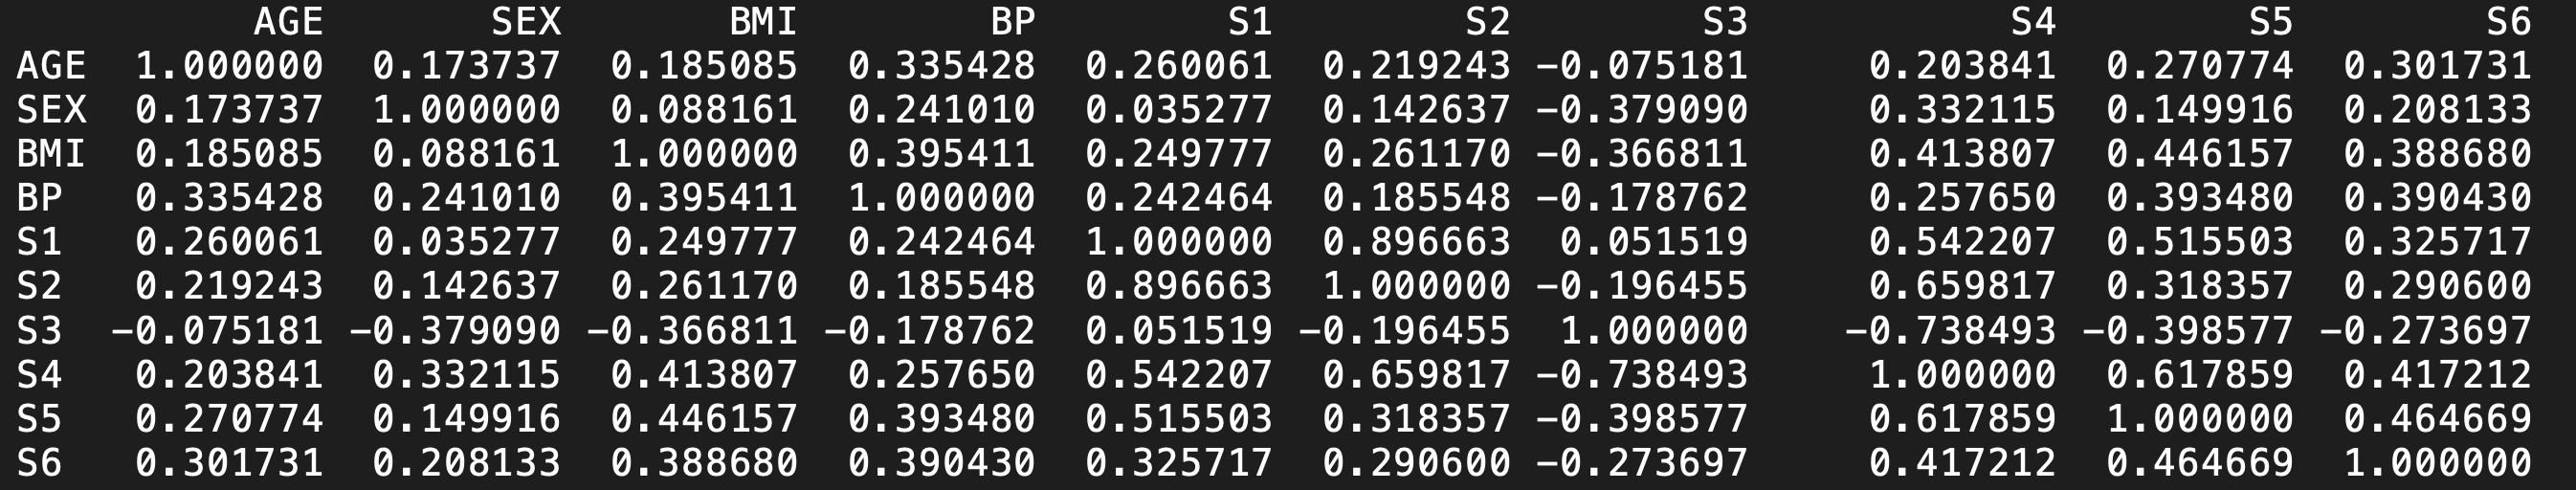 AGE SEX BMI BP S1 S2 S3 S4 S5 S6
AGE 1.000000 0.173737 0.185085 0.335428 0.260061 0.219243 -0.075181 0.203841 0.270774 0.301731
SEX 0.173737 1.000000 0.088161 0.241010 0.035277 0.142637 -0.379090 0.332115 0.149916 0.208133
BMI 0.185085 0.088161 1.000000 0.395411 0.249777 0.261170 -0.366811 0.413807 0.446157 0.388680
BP 0.335428 0.241010 0.395411 1.000000 0.242464 0.185548 -0.178762 0.257650 0.393480 0.390430
S1 0.260061 0.035277 0.249777 0.242464 1.000000 0.896663 0.051519 0.542207 0.515503 0.325717
S2 0.219243 0.142637 0.261170 0.185548 0.896663 1.000000 -0.196455 0.659817 0.318357 0.290600
S3 -0.075181 -0.379090 -0.366811 -0.178762 0.051519 -0.196455 1.000000 -0.738493 -0.398577 -0.273697
S4 0.203841 0.332115 0.413807 0.257650 0.542207 0.659817 -0.738493 1.000000 0.617859 0.417212
S5 0.270774 0.149916 0.446157 0.393480 0.515503 0.318357 -0.398577 0.617859 1.000000 0.464669
S6 0.301731 0.208133 0.388680 0.390430 0.325717 0.290600 -0.273697 0.417212 0.464669 1.000000